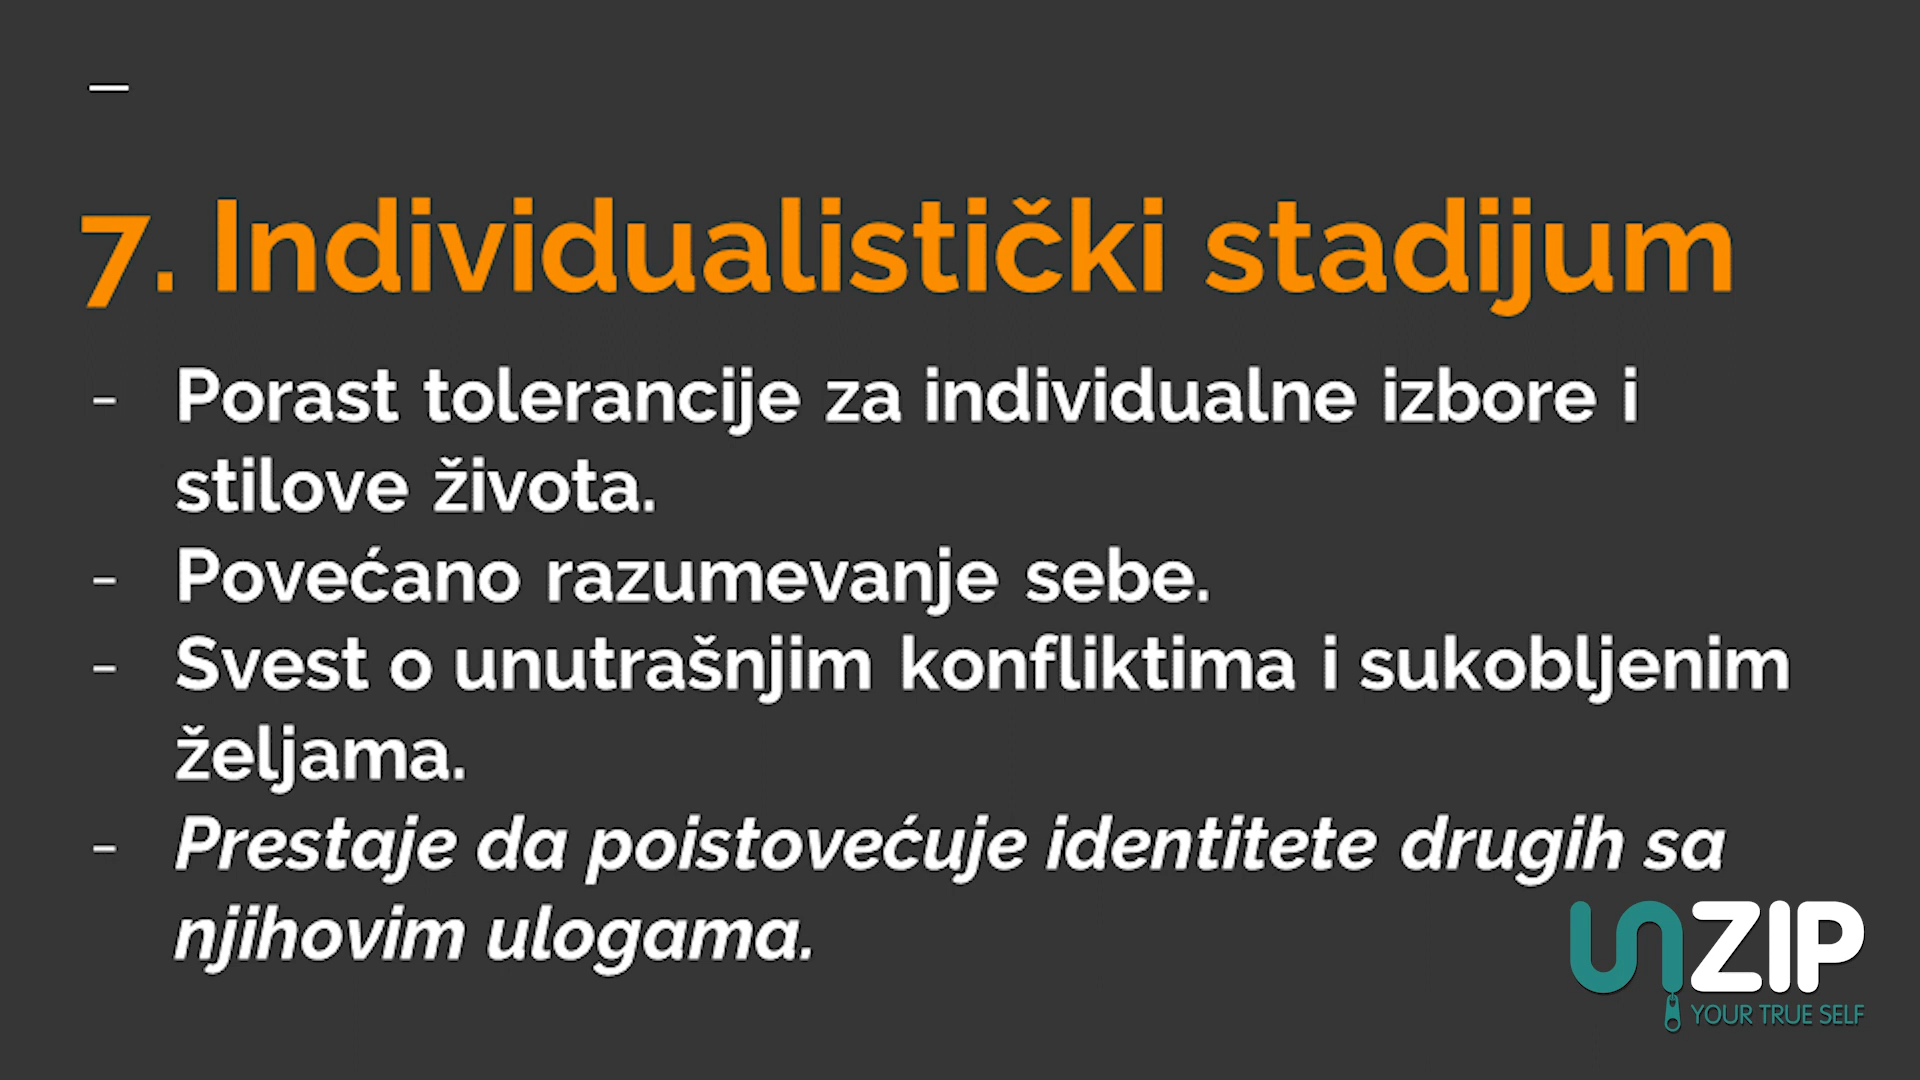 7. Individualistički stadijum
- Porast tolerancije za individualne izbore i
stilove života.
- Povećano razumevanje sebe.
- Svest o unutrašnjim konfliktima i sukobljenim
željama.
- Prestaje da poistovećuje identitete drugih sa
njihovim ulogama.
UNZIP
YOUR TRUE SELF